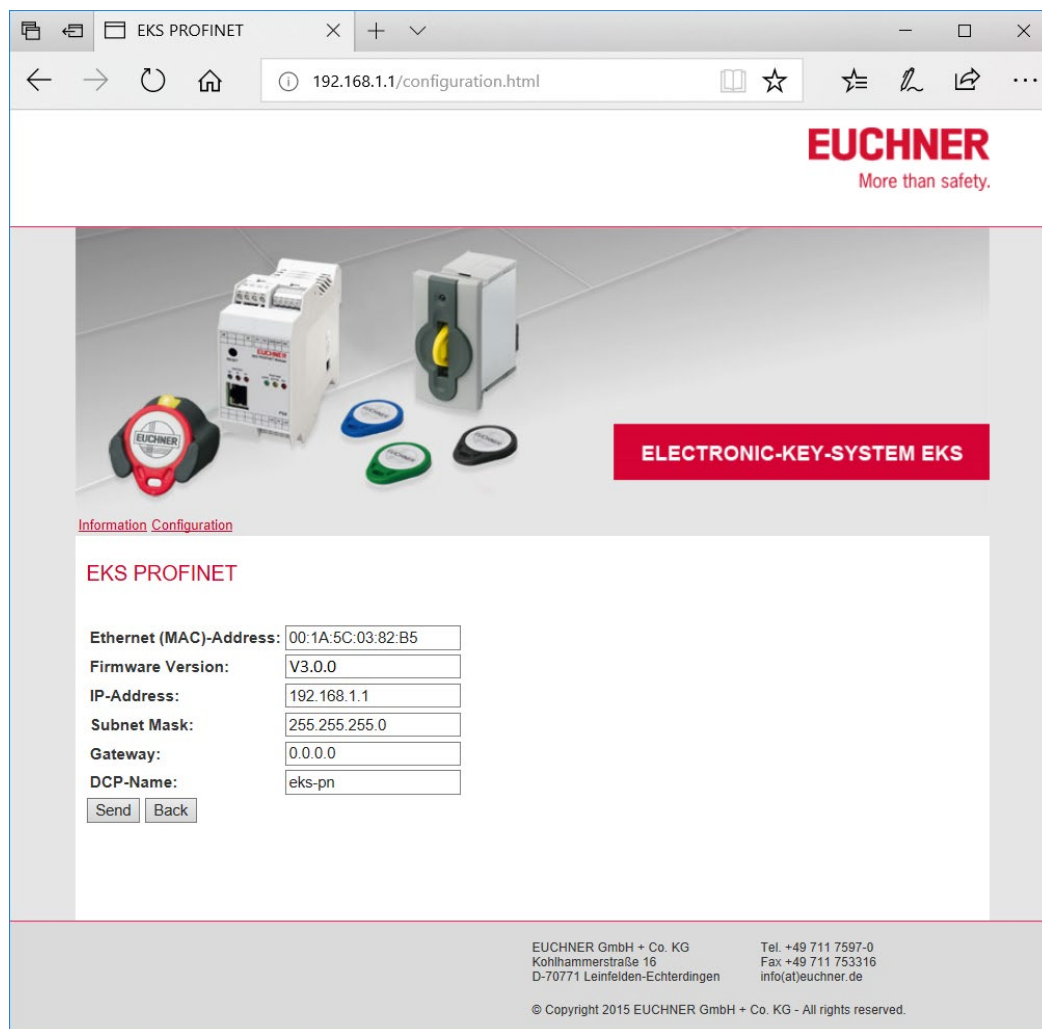 EKS PROFINET
192.168.1.1/configuration.html
EUCHNER
More than safety.
EUCHNER
EUCHNER
ELECTRONIC-KEY-SYSTEM EKS
Information Configuration
EKS PROFINET
Ethernet (MAC)-Address: 00:1A:5C:03:82:B5
Firmware Version: V3.0.0
IP-Address: 192.168.1.1
Subnet Mask: 255.255.255.0
Gateway: 0.0.0.0
DCP-Name: eks-pn
Send Back
EUCHNER GmbH + Co. KG Tel. +49 711 7597-0
Kohlhammerstraße 16 Fax +49 711 753316
D-70771 Leinfelden-Echterdingen info(at)euchner.de
© Copyright 2015 EUCHNER GmbH + Co. KG - All rights reserved.